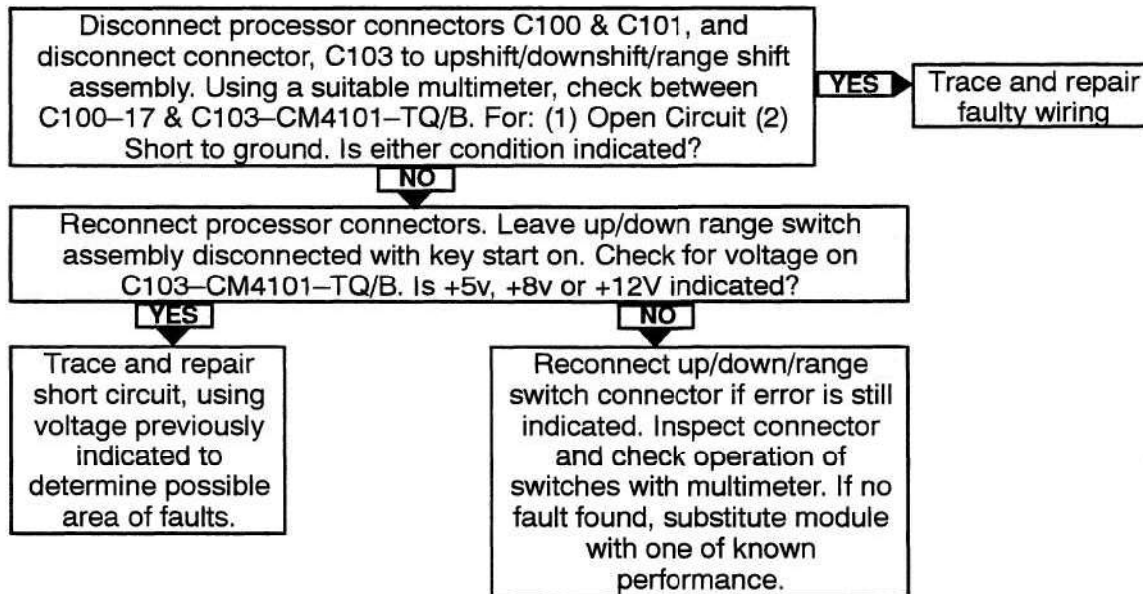 Disconnect processor connectors C100 & C101, and
disconnect connector, C103 to upshift/downshift/range shift
assembly. Using a suitable multimeter, check between
C100–17 & C103–CM4101–TQ/B. For: (1) Open Circuit (2)
Short to ground. Is either condition indicated?
YES
Trace and repair
faulty wiring
NO
Reconnect processor connectors. Leave up/down range switch
assembly disconnected with key start on. Check for voltage on
C103–CM4101–TQ/B. Is +5v, +8v or +12V indicated?
YES
Trace and repair
short circuit, using
voltage previously
indicated to
determine possible
area of faults.
NO
Reconnect up/down/range
switch connector if error is still
indicated. Inspect connector
and check operation of
switches with multimeter. If no
fault found, substitute module
with one of known
performance.